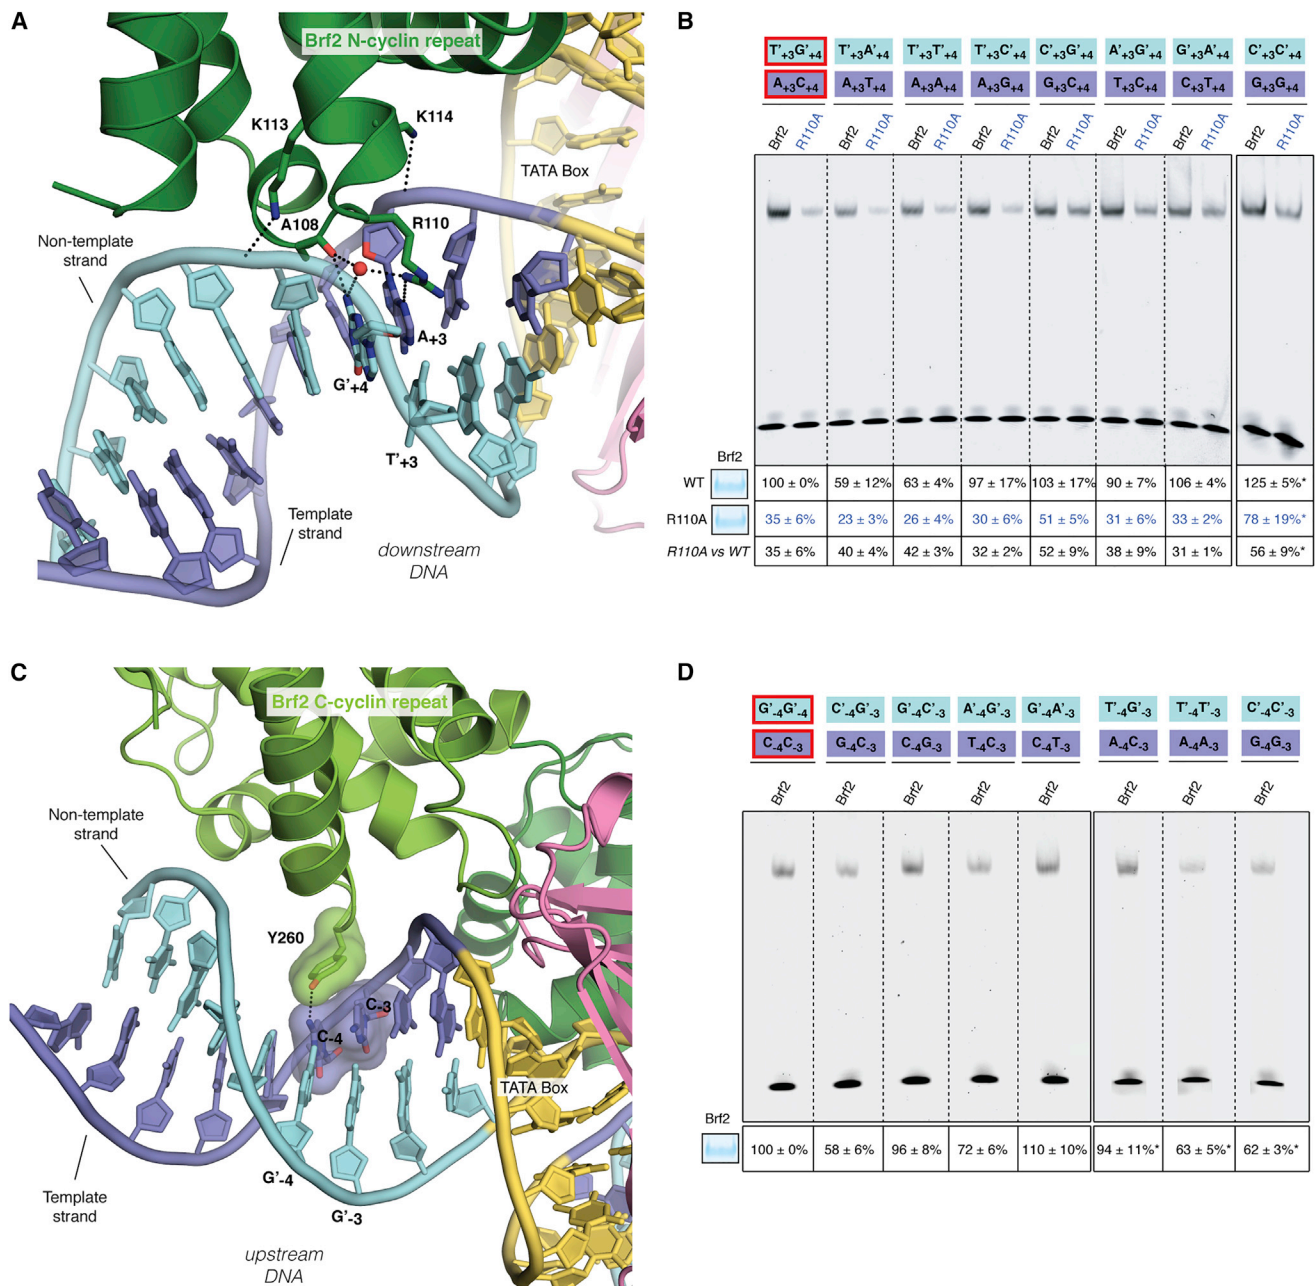 A
Brf2 N-cyclin repeat
K113
K114
A108
R110
TATA Box
Non-template
strand
A+3
G'+4
T'+3
Template
strand
downstream
DNA
B
T'+3G'+4 T'+3A'+4 T'+3T'+4 T'+3C'+4 C'+3G'+4 A'+3G'+4 G'+3A'+4 C'+3C'+4
A+3C+4 A+3T+4 A+3A+4 A+3G+4 G+3C+4 T+3C+4 C+3T+4 G+3G+4
Brf2 R110A Brf2 R110A Brf2 R110A Brf2 R110A Brf2 R110A Brf2 R110A Brf2 R110A Brf2 R110A
Brf2
WT 100 ± 0% 59 ± 12% 63 ± 4% 97 ± 17% 103 ± 17% 90 ± 7% 106 ± 4% 125 ± 5%*
R110A 35 ± 6% 23 ± 3% 26 ± 4% 30 ± 6% 51 ± 5% 31 ± 6% 33 ± 2% 78 ± 19%*
R110A vs WT 35 ± 6% 40 ± 4% 42 ± 3% 32 ± 2% 52 ± 9% 38 ± 9% 31 ± 1% 56 ± 9%*
C
Brf2 C-cyclin repeat
Non-template
strand
Y260
C-3
C-4
TATA Box
G'-4
G'-3
Template
strand
upstream
DNA
D
G'-4G'-4 C'-4G'-3 G'-4C'-3 A'-4G'-3 G'-4A'-3 T'-4G'-3 T'-4T'-3 C'-4C'-3
C-4C-3 G-4C-3 C-4G-3 T-4C-3 C-4T-3 A-4C-3 A-4A-3 G-4G-3
Brf2 Brf2 Brf2 Brf2 Brf2 Brf2 Brf2 Brf2
Brf2
100 ± 0% 58 ± 6% 96 ± 8% 72 ± 6% 110 ± 10% 94 ± 11%* 63 ± 5%* 62 ± 3%*